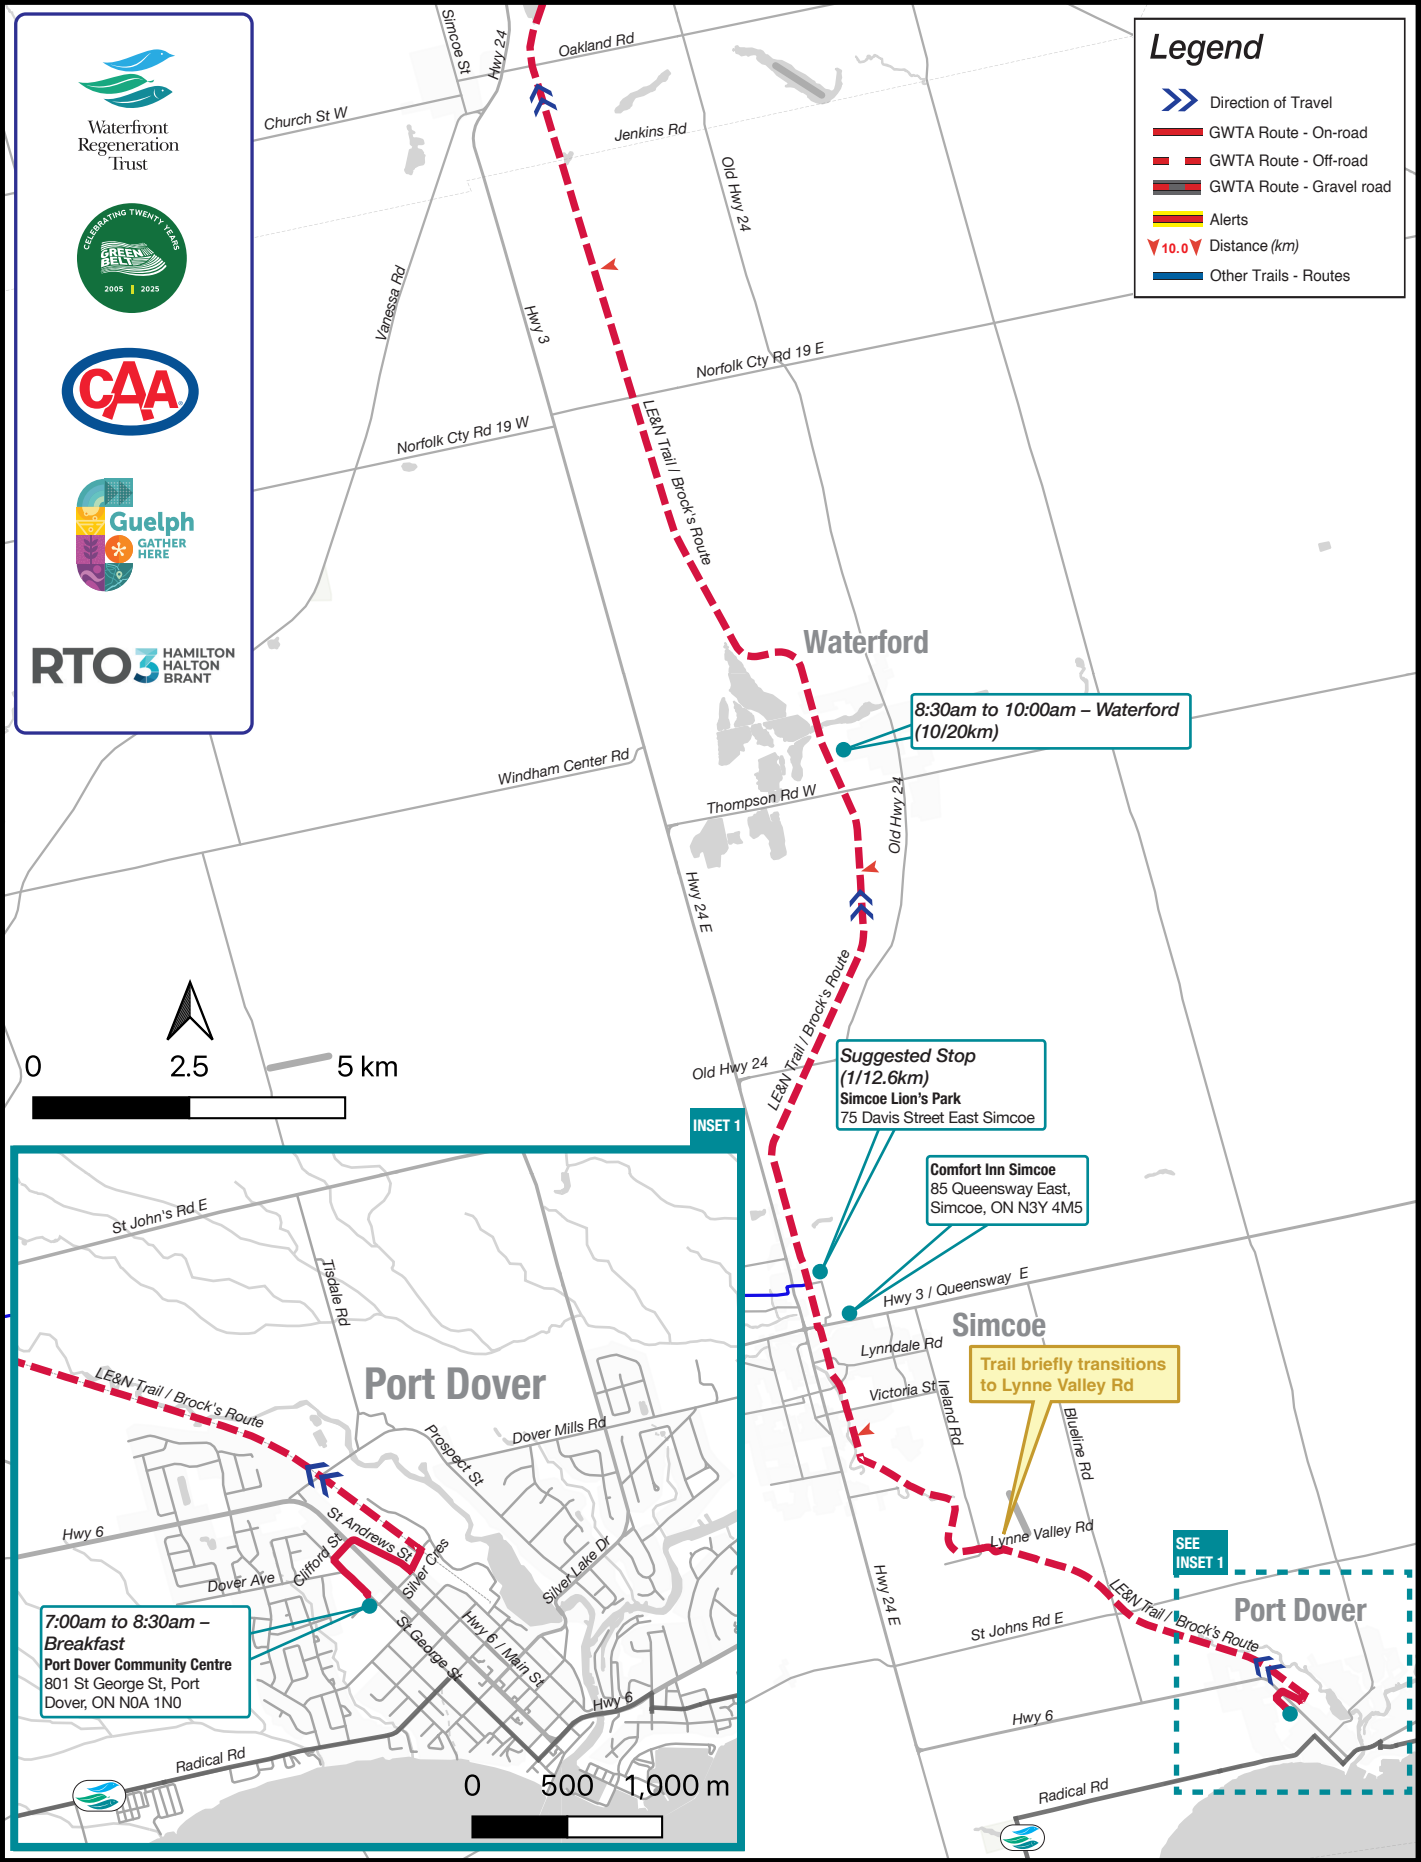 Waterfront
Regeneration
Trust
CELEBRATING TWENTY YEARS
GREEN
BELT
2005 | 2025
CAA
Guelph
GATHER
HERE
RTO3 HAMILTON
HALTON
BRANT
Legend
Direction of Travel
GWTA Route - On-road
GWTA Route - Off-road
GWTA Route - Gravel road
Alerts
10.0 Distance (km)
Other Trails - Routes
Simcoe St
Hwy 24
Oakland Rd
Church St W
Jenkins Rd
Old Hwy 24
Vanessa Rd
Hwy 3
Norfolk Cty Rd 19 E
Norfolk Cty Rd 19 W
LE&N Trail / Brock's Route
Waterford
8:30am to 10:00am – Waterford
(10/20km)
Windham Center Rd
Thompson Rd W
Old Hwy 24
Hwy 24 E
LE&N Trail / Brock's Route
Old Hwy 24
0 2.5 5 km
Suggested Stop
(1/12.6km)
Simcoe Lion's Park
75 Davis Street East Simcoe
Comfort Inn Simcoe
85 Queensway East,
Simcoe, ON N3Y 4M5
Hwy 3 / Queensway E
Simcoe
Lynndale Rd
Victoria St
Ireland Rd
Trail briefly transitions
to Lynne Valley Rd
Blueline Rd
Lynne Valley Rd
Hwy 24 E
LE&N Trail / Brock's Route
St Johns Rd E
SEE
INSET 1
Port Dover
Hwy 6
Radical Rd
INSET 1
St John's Rd E
Tisdale Rd
Port Dover
LE&N Trail / Brock's Route
Prospect St
Dover Mills Rd
Hwy 6
St Andrews St
Clifford St
Silver Cres
Silver Lake Dr
Dover Ave
St George St
Hwy 6 / Main St
7:00am to 8:30am –
Breakfast
Port Dover Community Centre
801 St George St, Port
Dover, ON N0A 1N0
Hwy 6
Radical Rd
0 500 1,000 m